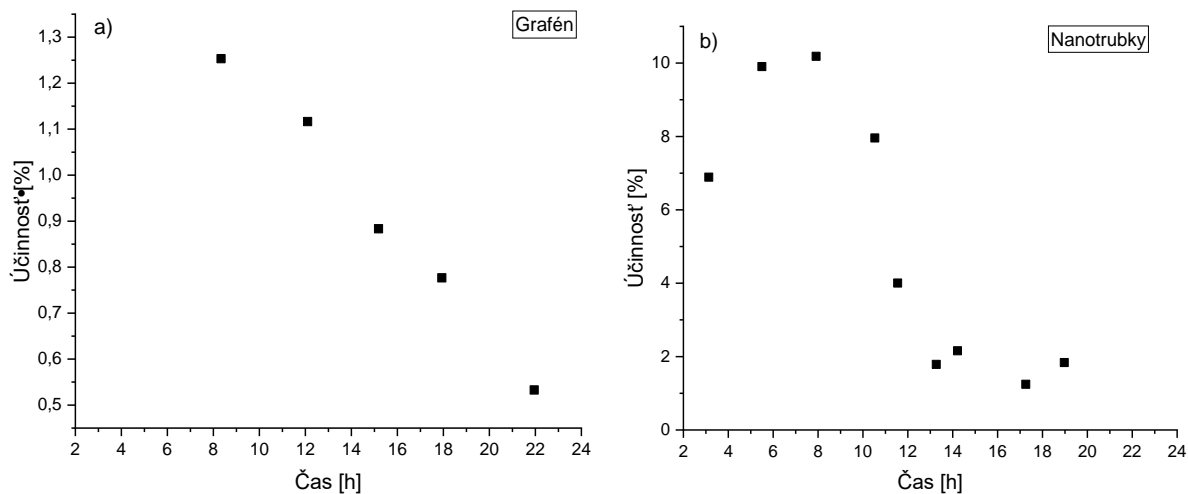 a)
Grafén
1,3
1,2
1,1
1,0
0,9
0,8
0,7
0,6
0,5
Účinnosť•[%]
2 4 6 8 10 12 14 16 18 20 22 24
Čas [h]
b)
Nanotrubky
10
8
6
4
2
0
Účinnosť [%]
2 4 6 8 10 12 14 16 18 20 22 24
Čas [h]